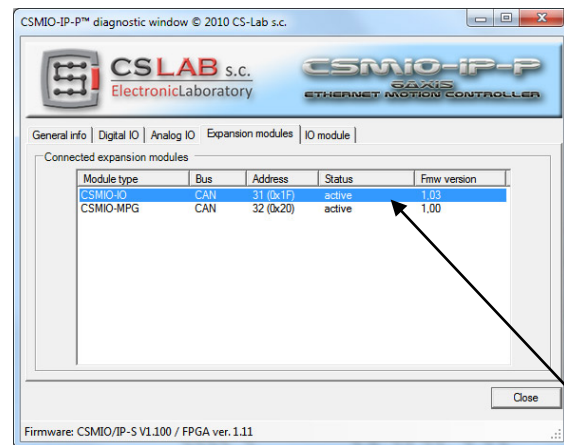 CSMIO-IP-P™ diagnostic window © 2010 CS-Lab s.c.
CSLAB s.c.
ElectronicLaboratory
CSMIO-IP-P
6AXIS
ETHERNET MOTION CONTROLLER
General info Digital IO Analog IO Expansion modules IO module
Connected expansion modules
Module type Bus Address Status Fmw version
CSMIO-IO CAN 31 (0x1F) active 1,03
CSMIO-MPG CAN 32 (0x20) active 1,00
Close
Firmware: CSMIO/IP-S V1.100 / FPGA ver. 1.11